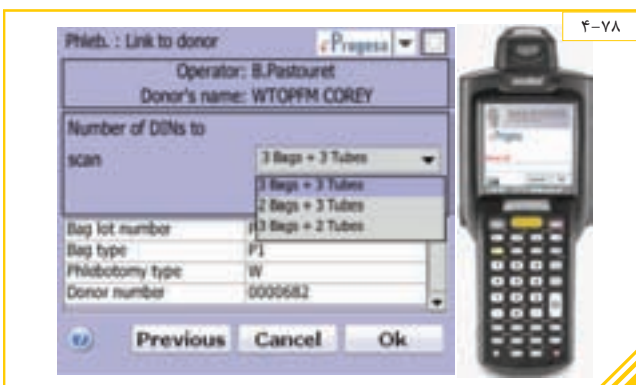 ۴-۷۸
Phleb. : Link to donor
ePragesa
Operator: B.Pastouret
Donor's name: WTOPFM COREY
Number of DINs to
scan
3 Bags + 3 Tubes
3 Bags + 3 Tubes
2 Bags + 3 Tubes
3 Bags + 2 Tubes
Bag lot number
Bag type P1
Phlebotomy type W
Donor number 0000682
Previous Cancel Ok